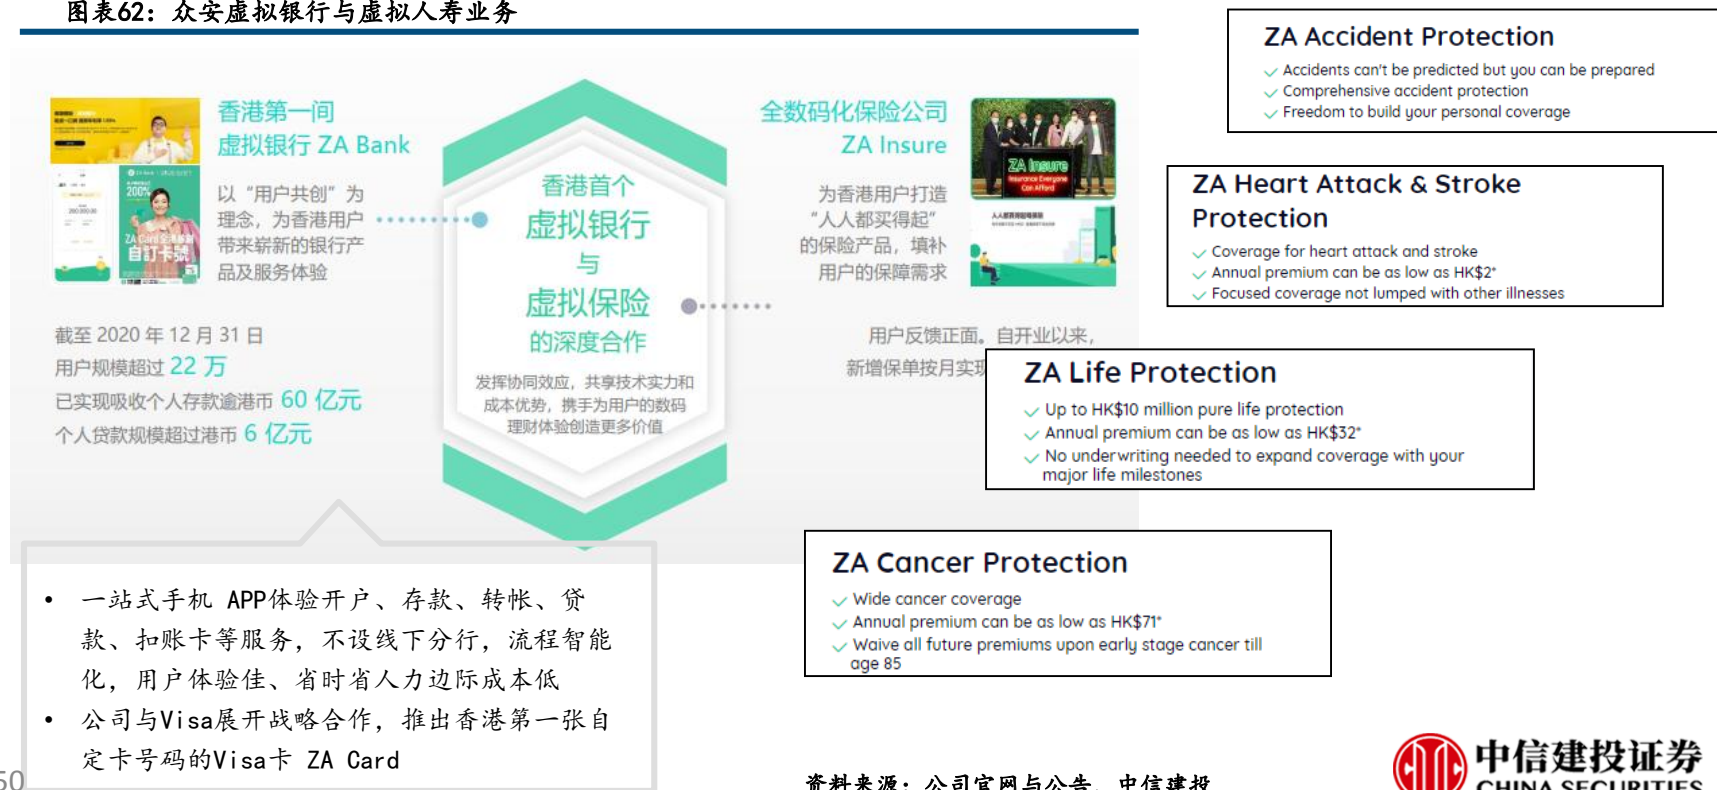 图表62：众安虚拟银行与虚拟人寿业务
香港第一间
虚拟银行 ZA Bank
以“用户共创”为
理念，为香港用户
带来崭新的银行产
品及服务体验
200%
200,000.00
自訂卡號
截至 2020 年 12 月 31 日
用户规模超过 22 万
已实现吸收个人存款逾港币 60 亿元
个人贷款规模超过港币 6 亿元
香港首个
虚拟银行
与
虚拟保险
的深度合作
发挥协同效应，共享技术实力和
成本优势，携手为用户的数码
理财体验创造更多价值
全数码化保险公司
ZA Insure
为香港用户打造
“人人都买得起”
的保险产品，填补
用户的保障需求
ZA Insure
Insurance Everyone
Can Afford
用户反馈正面。自开业以来，
新增保单按月实现
ZA Accident Protection
Accidents can't be predicted but you can be prepared
Comprehensive accident protection
Freedom to build your personal coverage
ZA Heart Attack & Stroke
Protection
Coverage for heart attack and stroke
Annual premium can be as low as HK$2*
Focused coverage not lumped with other illnesses
ZA Life Protection
Up to HK$10 million pure life protection
Annual premium can be as low as HK$32*
No underwriting needed to expand coverage with your
major life milestones
ZA Cancer Protection
Wide cancer coverage
Annual premium can be as low as HK$71*
Waive all future premiums upon early stage cancer till
age 85
• 一站式手机 APP体验开户、存款、转帐、贷
款、扣账卡等服务，不设线下分行，流程智能
化，用户体验佳、省时省人力边际成本低
• 公司与Visa展开战略合作，推出香港第一张自
定卡号码的Visa卡 ZA Card
资料来源：公司官网与公告，中信建投
中信建投证券
CHINA SECURITIES
50